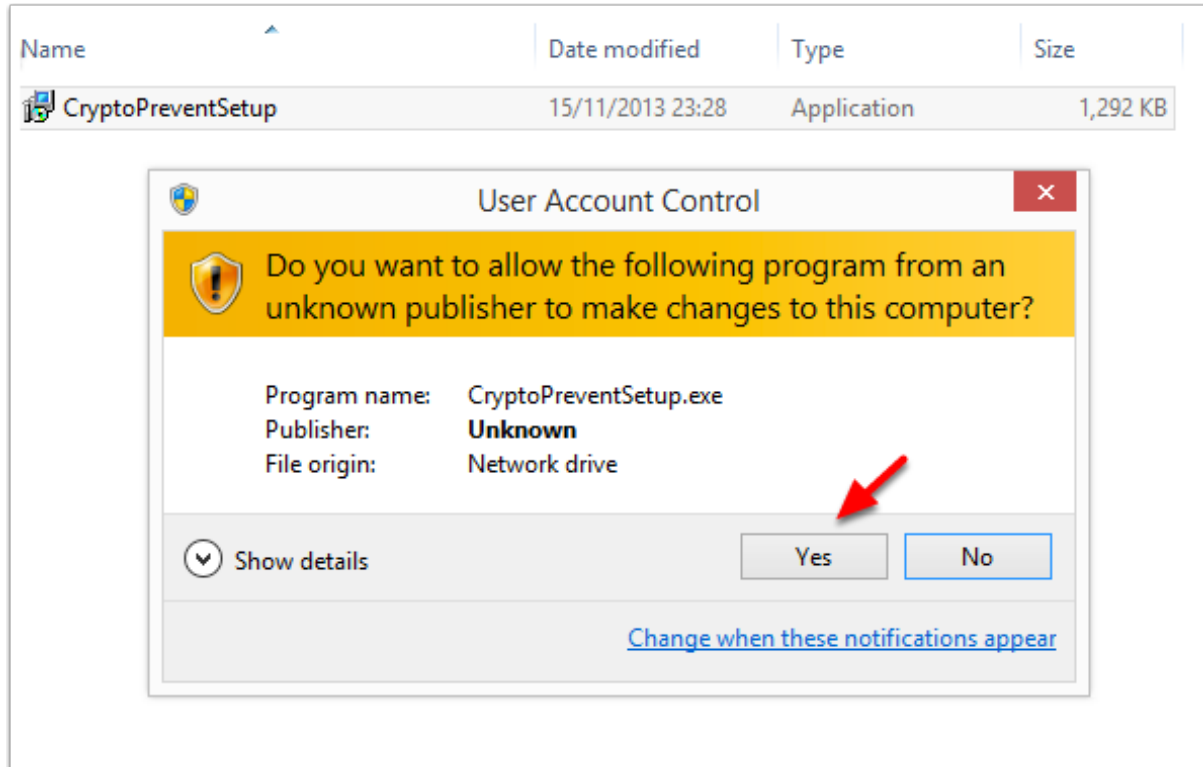 Name Date modified Type Size
CryptoPreventSetup 15/11/2013 23:28 Application 1,292 KB
User Account Control
Do you want to allow the following program from an
unknown publisher to make changes to this computer?
Program name: CryptoPreventSetup.exe
Publisher: Unknown
File origin: Network drive
Show details Yes No
Change when these notifications appear